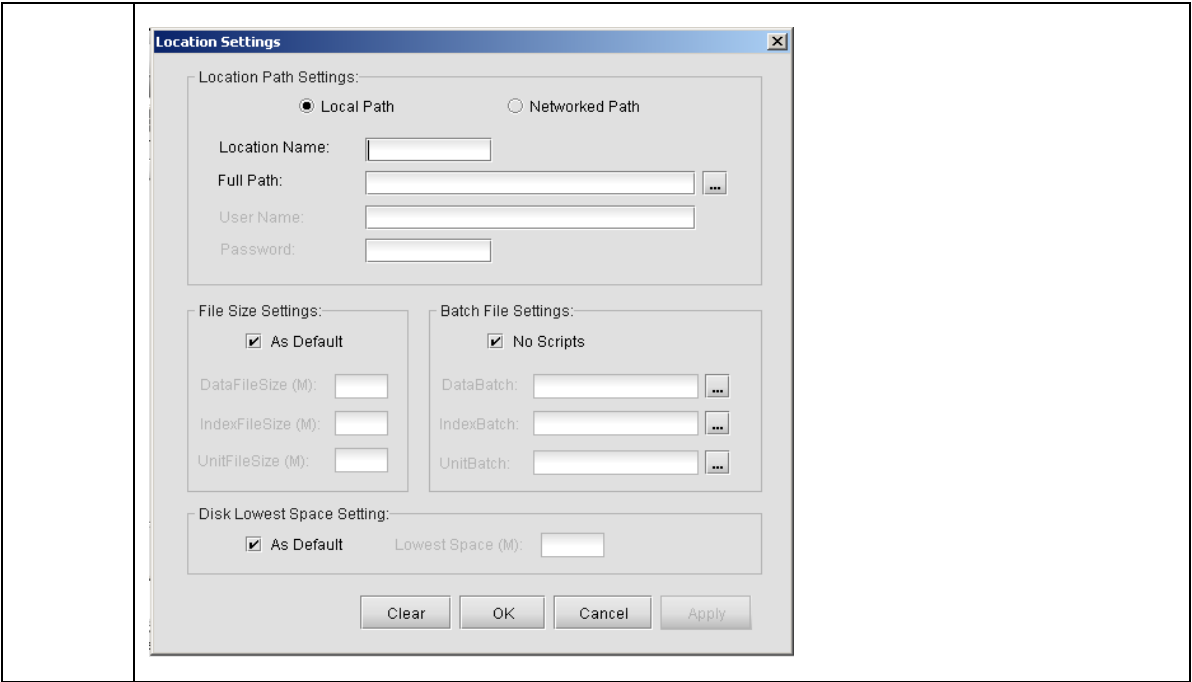 Location Settings
Location Path Settings:
Local Path Networked Path
Location Name:
Full Path: ...
User Name:
Password:
File Size Settings:
As Default
DataFileSize (M):
IndexFileSize (M):
UnitFileSize (M):
Batch File Settings:
No Scripts
DataBatch: ...
IndexBatch: ...
UnitBatch: ...
Disk Lowest Space Setting:
As Default Lowest Space (M):
Clear OK Cancel Apply